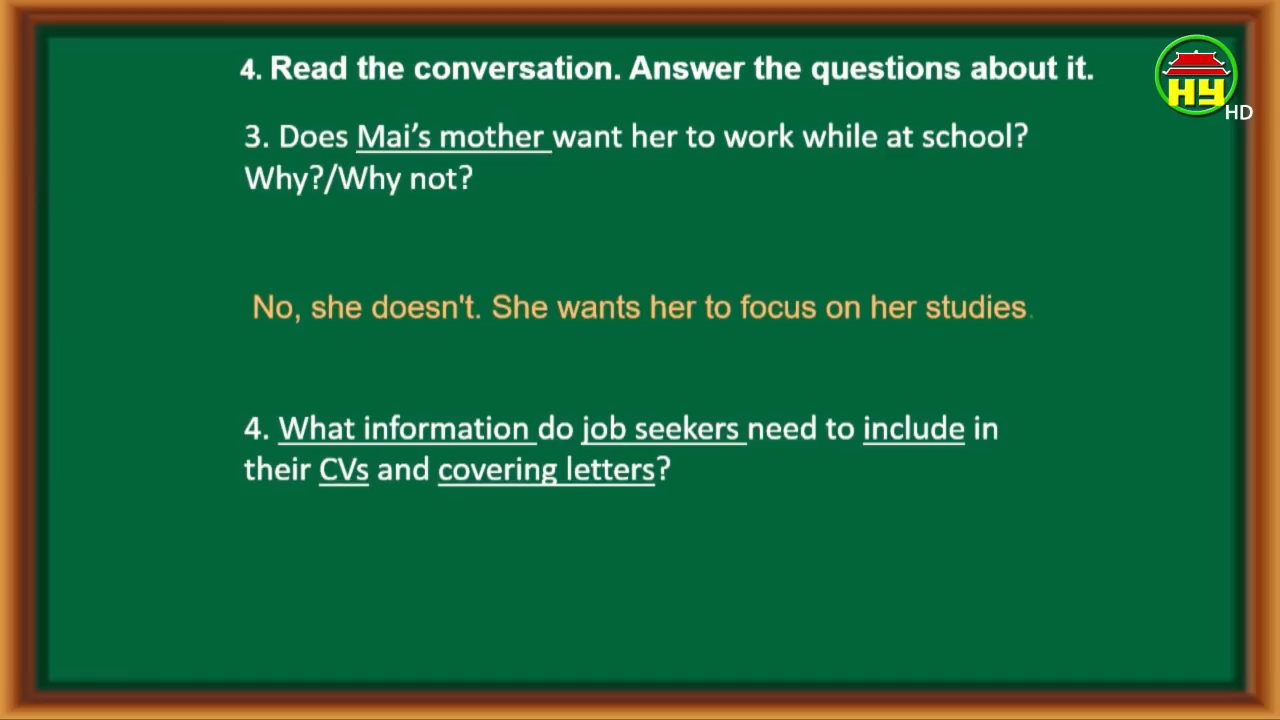 4. Read the conversation. Answer the questions about it.
HY
HD
3. Does Mai's mother want her to work while at school?
Why?/Why not?
No, she doesn't. She wants her to focus on her studies.
4. What information do job seekers need to include in
their CVs and covering letters?